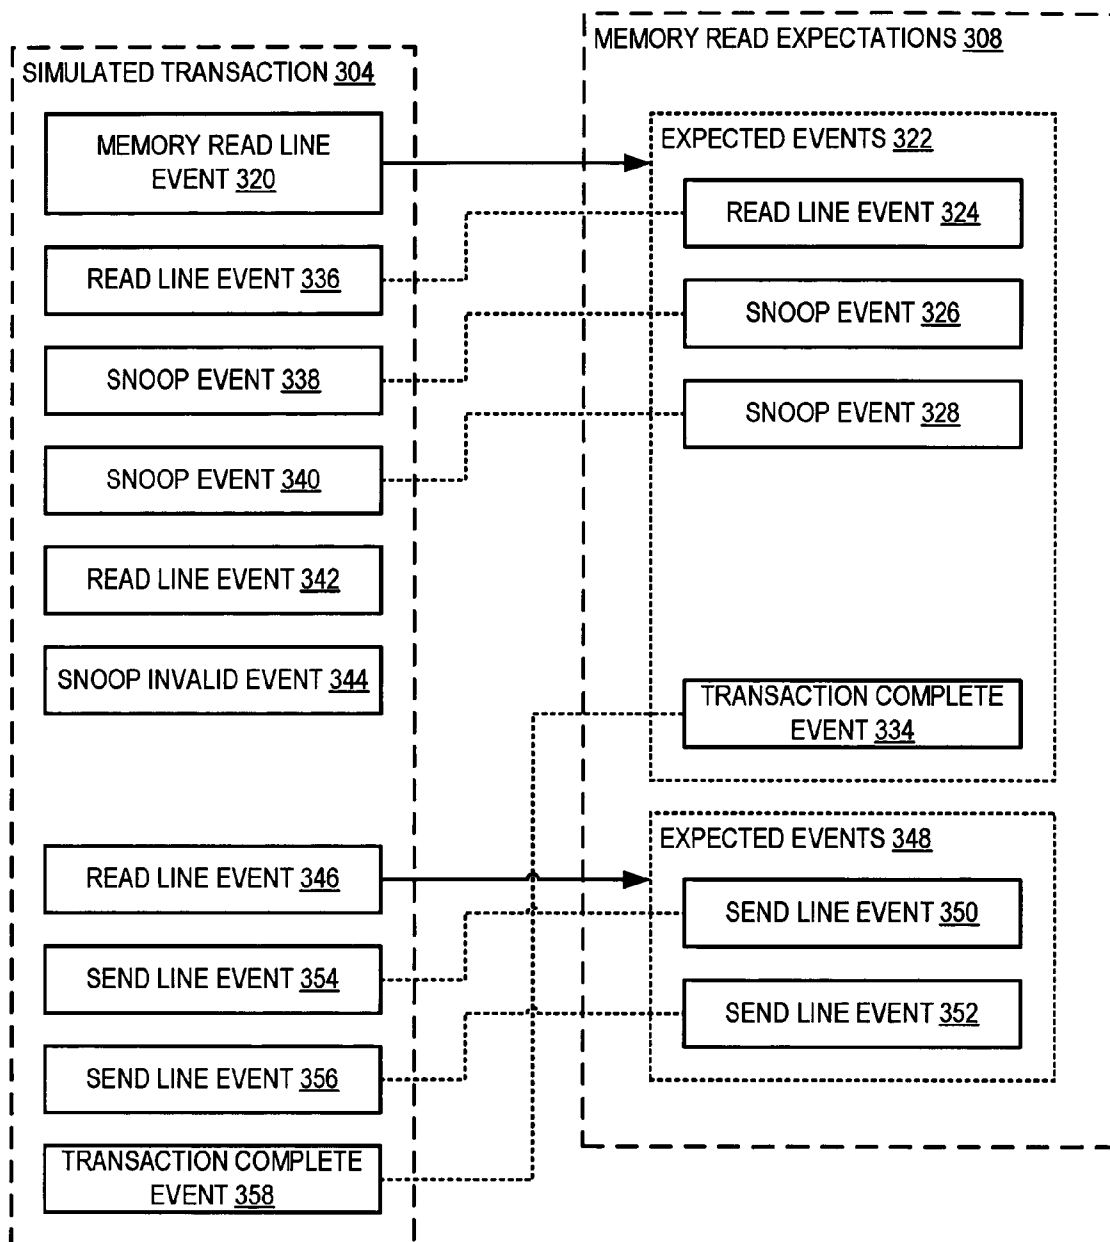 SIMULATED TRANSACTION 304
MEMORY READ LINE
EVENT 320
READ LINE EVENT 336
SNOOP EVENT 338
SNOOP EVENT 340
READ LINE EVENT 342
SNOOP INVALID EVENT 344
READ LINE EVENT 346
SEND LINE EVENT 354
SEND LINE EVENT 356
TRANSACTION COMPLETE
EVENT 358
MEMORY READ EXPECTATIONS 308
EXPECTED EVENTS 322
READ LINE EVENT 324
SNOOP EVENT 326
SNOOP EVENT 328
TRANSACTION COMPLETE
EVENT 334
EXPECTED EVENTS 348
SEND LINE EVENT 350
SEND LINE EVENT 352